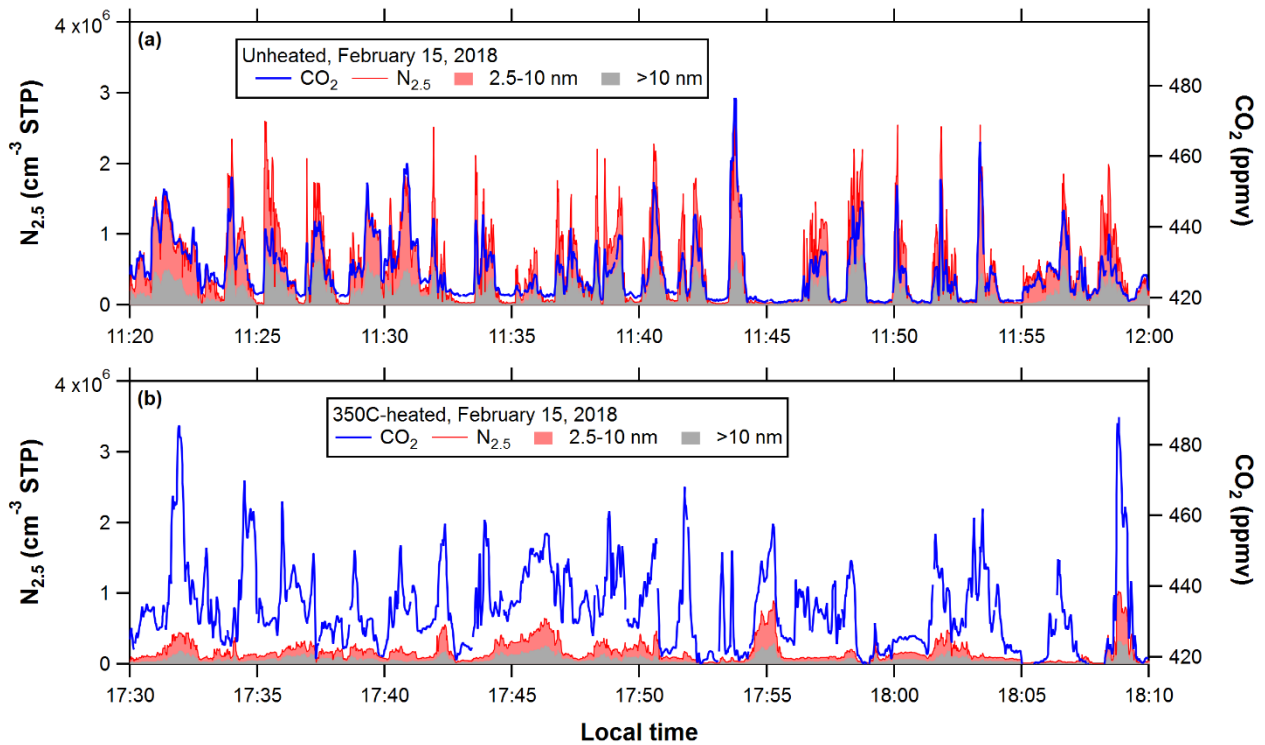 4 x10⁶
3
2
1
0
N₂.₅ (cm⁻³ STP)
(a)
Unheated, February 15, 2018
CO₂ N₂.₅ 2.5-10 nm >10 nm
480
460
440
420
CO₂ (ppmv)
11:20 11:25 11:30 11:35 11:40 11:45 11:50 11:55 12:00
4 x10⁶
3
2
1
0
N₂.₅ (cm⁻³ STP)
(b)
350C-heated, February 15, 2018
CO₂ N₂.₅ 2.5-10 nm >10 nm
480
460
440
420
CO₂ (ppmv)
17:30 17:35 17:40 17:45 17:50 17:55 18:00 18:05 18:10
Local time